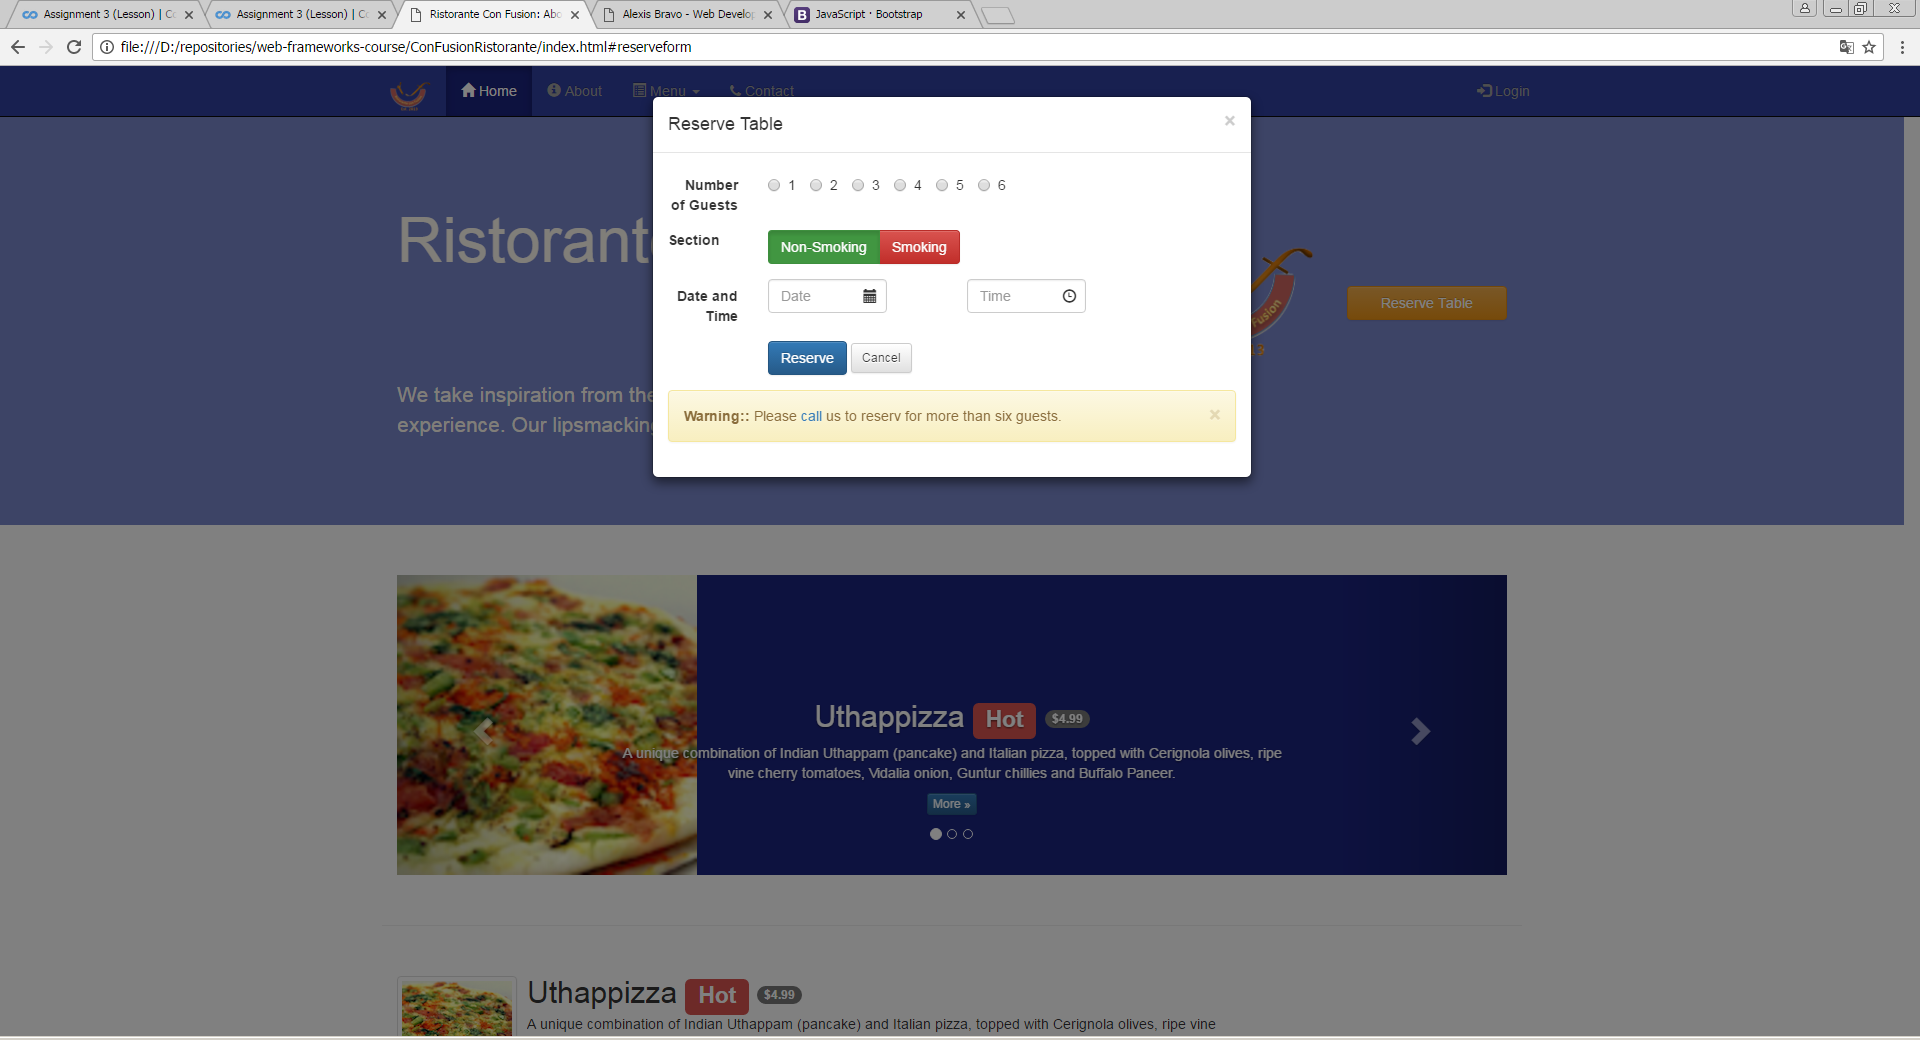 Assignment 3 (Lesson) | Co
Assignment 3 (Lesson) | Co
Ristorante Con Fusion: Abo
Alexis Bravo - Web Develop
JavaScript · Bootstrap
file:///D:/repositories/web-frameworks-course/ConFusionRistorante/index.html#reserveform
Home
About
Menu
Contact
Login
Reserve Table
×
Number of Guests
1 2 3 4 5 6
Section
Non-Smoking Smoking
Date and Time
Date
Time
Reserve Cancel
Warning:: Please call us to reserv for more than six guests.
×
Ristorant
Fusion
Reserve Table
We take inspiration from the
experience. Our lipsmacking
Uthappizza Hot $4.99
A unique combination of Indian Uthappam (pancake) and Italian pizza, topped with Cerignola olives, ripe
vine cherry tomatoes, Vidalia onion, Guntur chillies and Buffalo Paneer.
More »
Uthappizza Hot $4.99
A unique combination of Indian Uthappam (pancake) and Italian pizza, topped with Cerignola olives, ripe vine